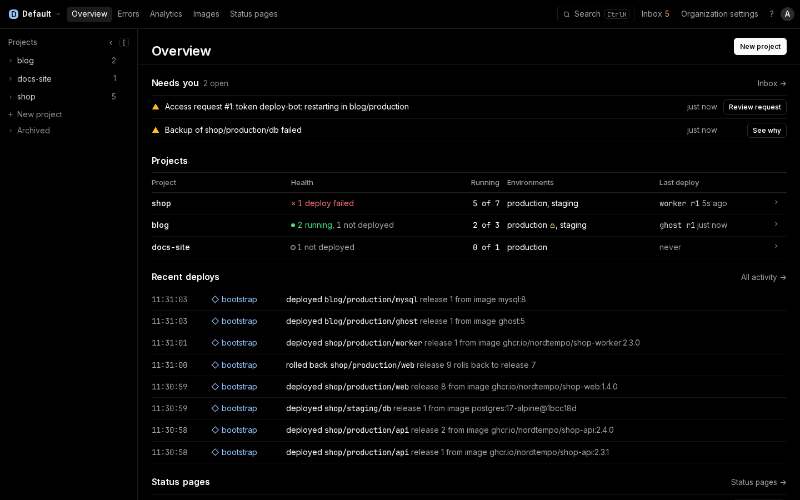 D Default Overview Errors Analytics Images Status pages Search Ctrl K Inbox 5 Organization settings ? A
Projects [
blog 2
docs-site 1
shop 5
+ New project
Archived
Overview New project
Needs you 2 open Inbox →
Access request #1: token deploy-bot: restarting in blog/production just now Review request
Backup of shop/production/db failed just now See why
Projects
Project Health Running Environments Last deploy
shop × 1 deploy failed 5 of 7 production, staging worker r1 5s ago
blog 2 running, 1 not deployed 2 of 3 production, staging ghost r1 just now
docs-site 1 not deployed 0 of 1 production never
Recent deploys All activity →
11:31:03 bootstrap deployed blog/production/mysql release 1 from image mysql:8
11:31:03 bootstrap deployed blog/production/ghost release 1 from image ghost:5
11:31:01 bootstrap deployed shop/production/worker release 1 from image ghcr.io/nordtempo/shop-worker:2.3.0
11:31:00 bootstrap rolled back shop/production/web release 9 rolls back to release 7
11:30:59 bootstrap deployed shop/production/web release 8 from image ghcr.io/nordtempo/shop-web:1.4.0
11:30:59 bootstrap deployed shop/staging/db release 1 from image postgres:17-alpine@1bcc18d
11:30:58 bootstrap deployed shop/production/api release 2 from image ghcr.io/nordtempo/shop-api:2.4.0
11:30:58 bootstrap deployed shop/production/api release 1 from image ghcr.io/nordtempo/shop-api:2.3.1
Status pages Status pages →